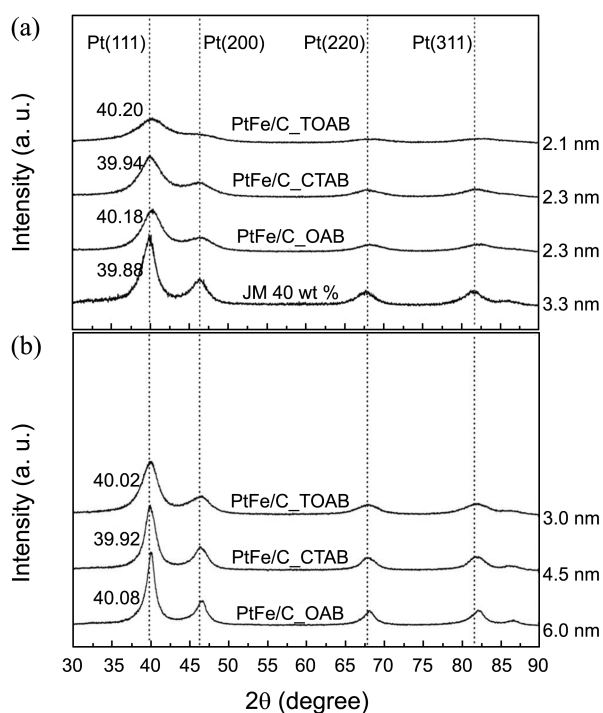 (a)
Pt(111) Pt(200) Pt(220) Pt(311)
40.20 PtFe/C_TOAB 2.1 nm
39.94 PtFe/C_CTAB 2.3 nm
40.18 PtFe/C_OAB 2.3 nm
39.88 JM 40 wt % 3.3 nm
Intensity (a. u.)
(b)
40.02 PtFe/C_TOAB 3.0 nm
39.92 PtFe/C_CTAB 4.5 nm
40.08 PtFe/C_OAB 6.0 nm
Intensity (a. u.)
30 35 40 45 50 55 60 65 70 75 80 85 90
2θ (degree)